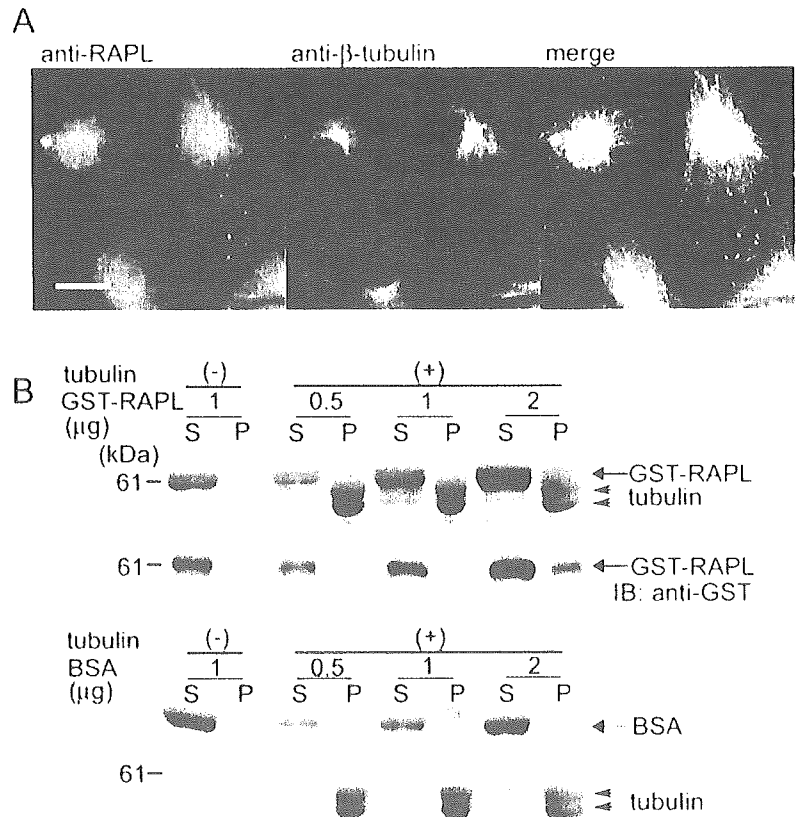 A
anti-RAPL anti-β-tubulin merge
B
tubulin (-) (+)
GST-RAPL 1 0.5 1 2
(μg) S P S P S P S P
(kDa)
61 GST-RAPL
tubulin
61 GST-RAPL
IB: anti-GST
tubulin (-) (+)
BSA 1 0.5 1 2
(μg) S P S P S P S P
BSA
61
tubulin